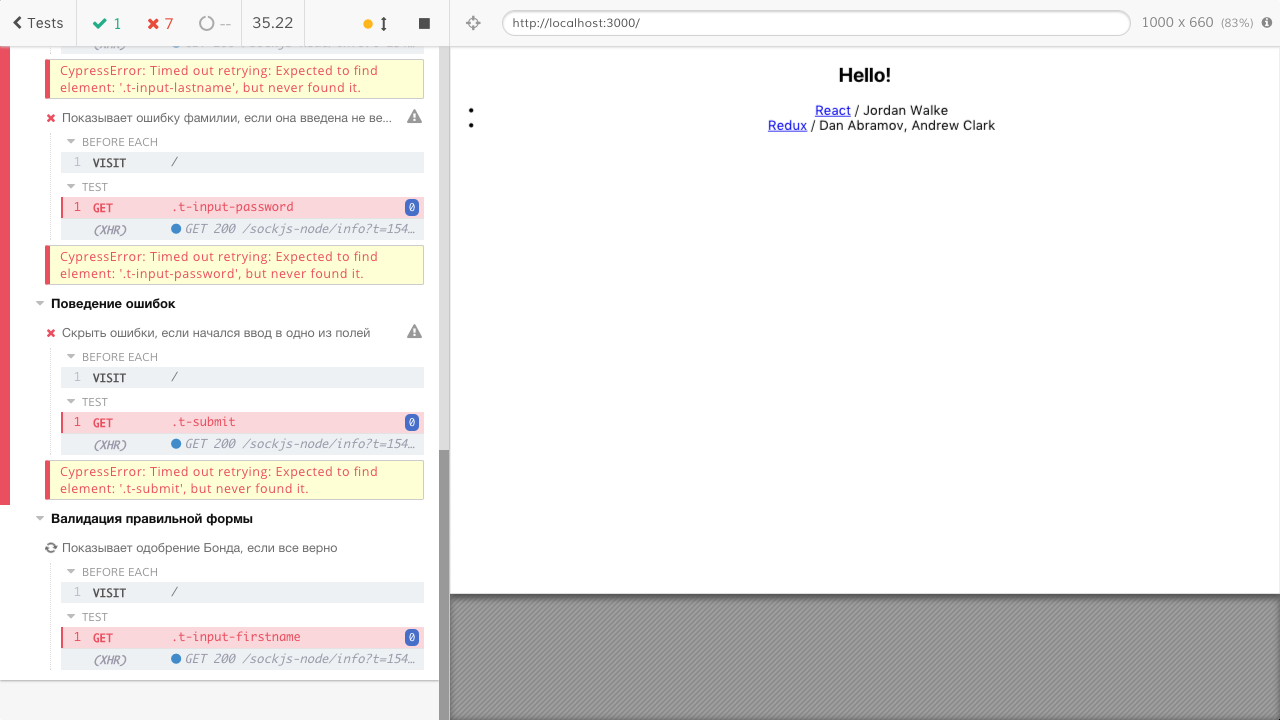 Tests 1 7 -- 35.22 http://localhost:3000/ 1000 x 660 (83%)
CypressError: Timed out retrying: Expected to find
element: '.t-input-lastname', but never found it.
Показывает ошибку фамилии, если она введена не ве...
BEFORE EACH
1 VISIT /
TEST
1 GET .t-input-password 0
(XHR) GET 200 /sockjs-node/info?t=154...
CypressError: Timed out retrying: Expected to find
element: '.t-input-password', but never found it.
Поведение ошибок
Скрыть ошибки, если начался ввод в одно из полей
BEFORE EACH
1 VISIT /
TEST
1 GET .t-submit 0
(XHR) GET 200 /sockjs-node/info?t=154...
CypressError: Timed out retrying: Expected to find
element: '.t-submit', but never found it.
Валидация правильной формы
Показывает одобрение Бонда, если все верно
BEFORE EACH
1 VISIT /
TEST
1 GET .t-input-firstname 0
(XHR) GET 200 /sockjs-node/info?t=154...
Hello!
React / Jordan Walke
Redux / Dan Abramov, Andrew Clark